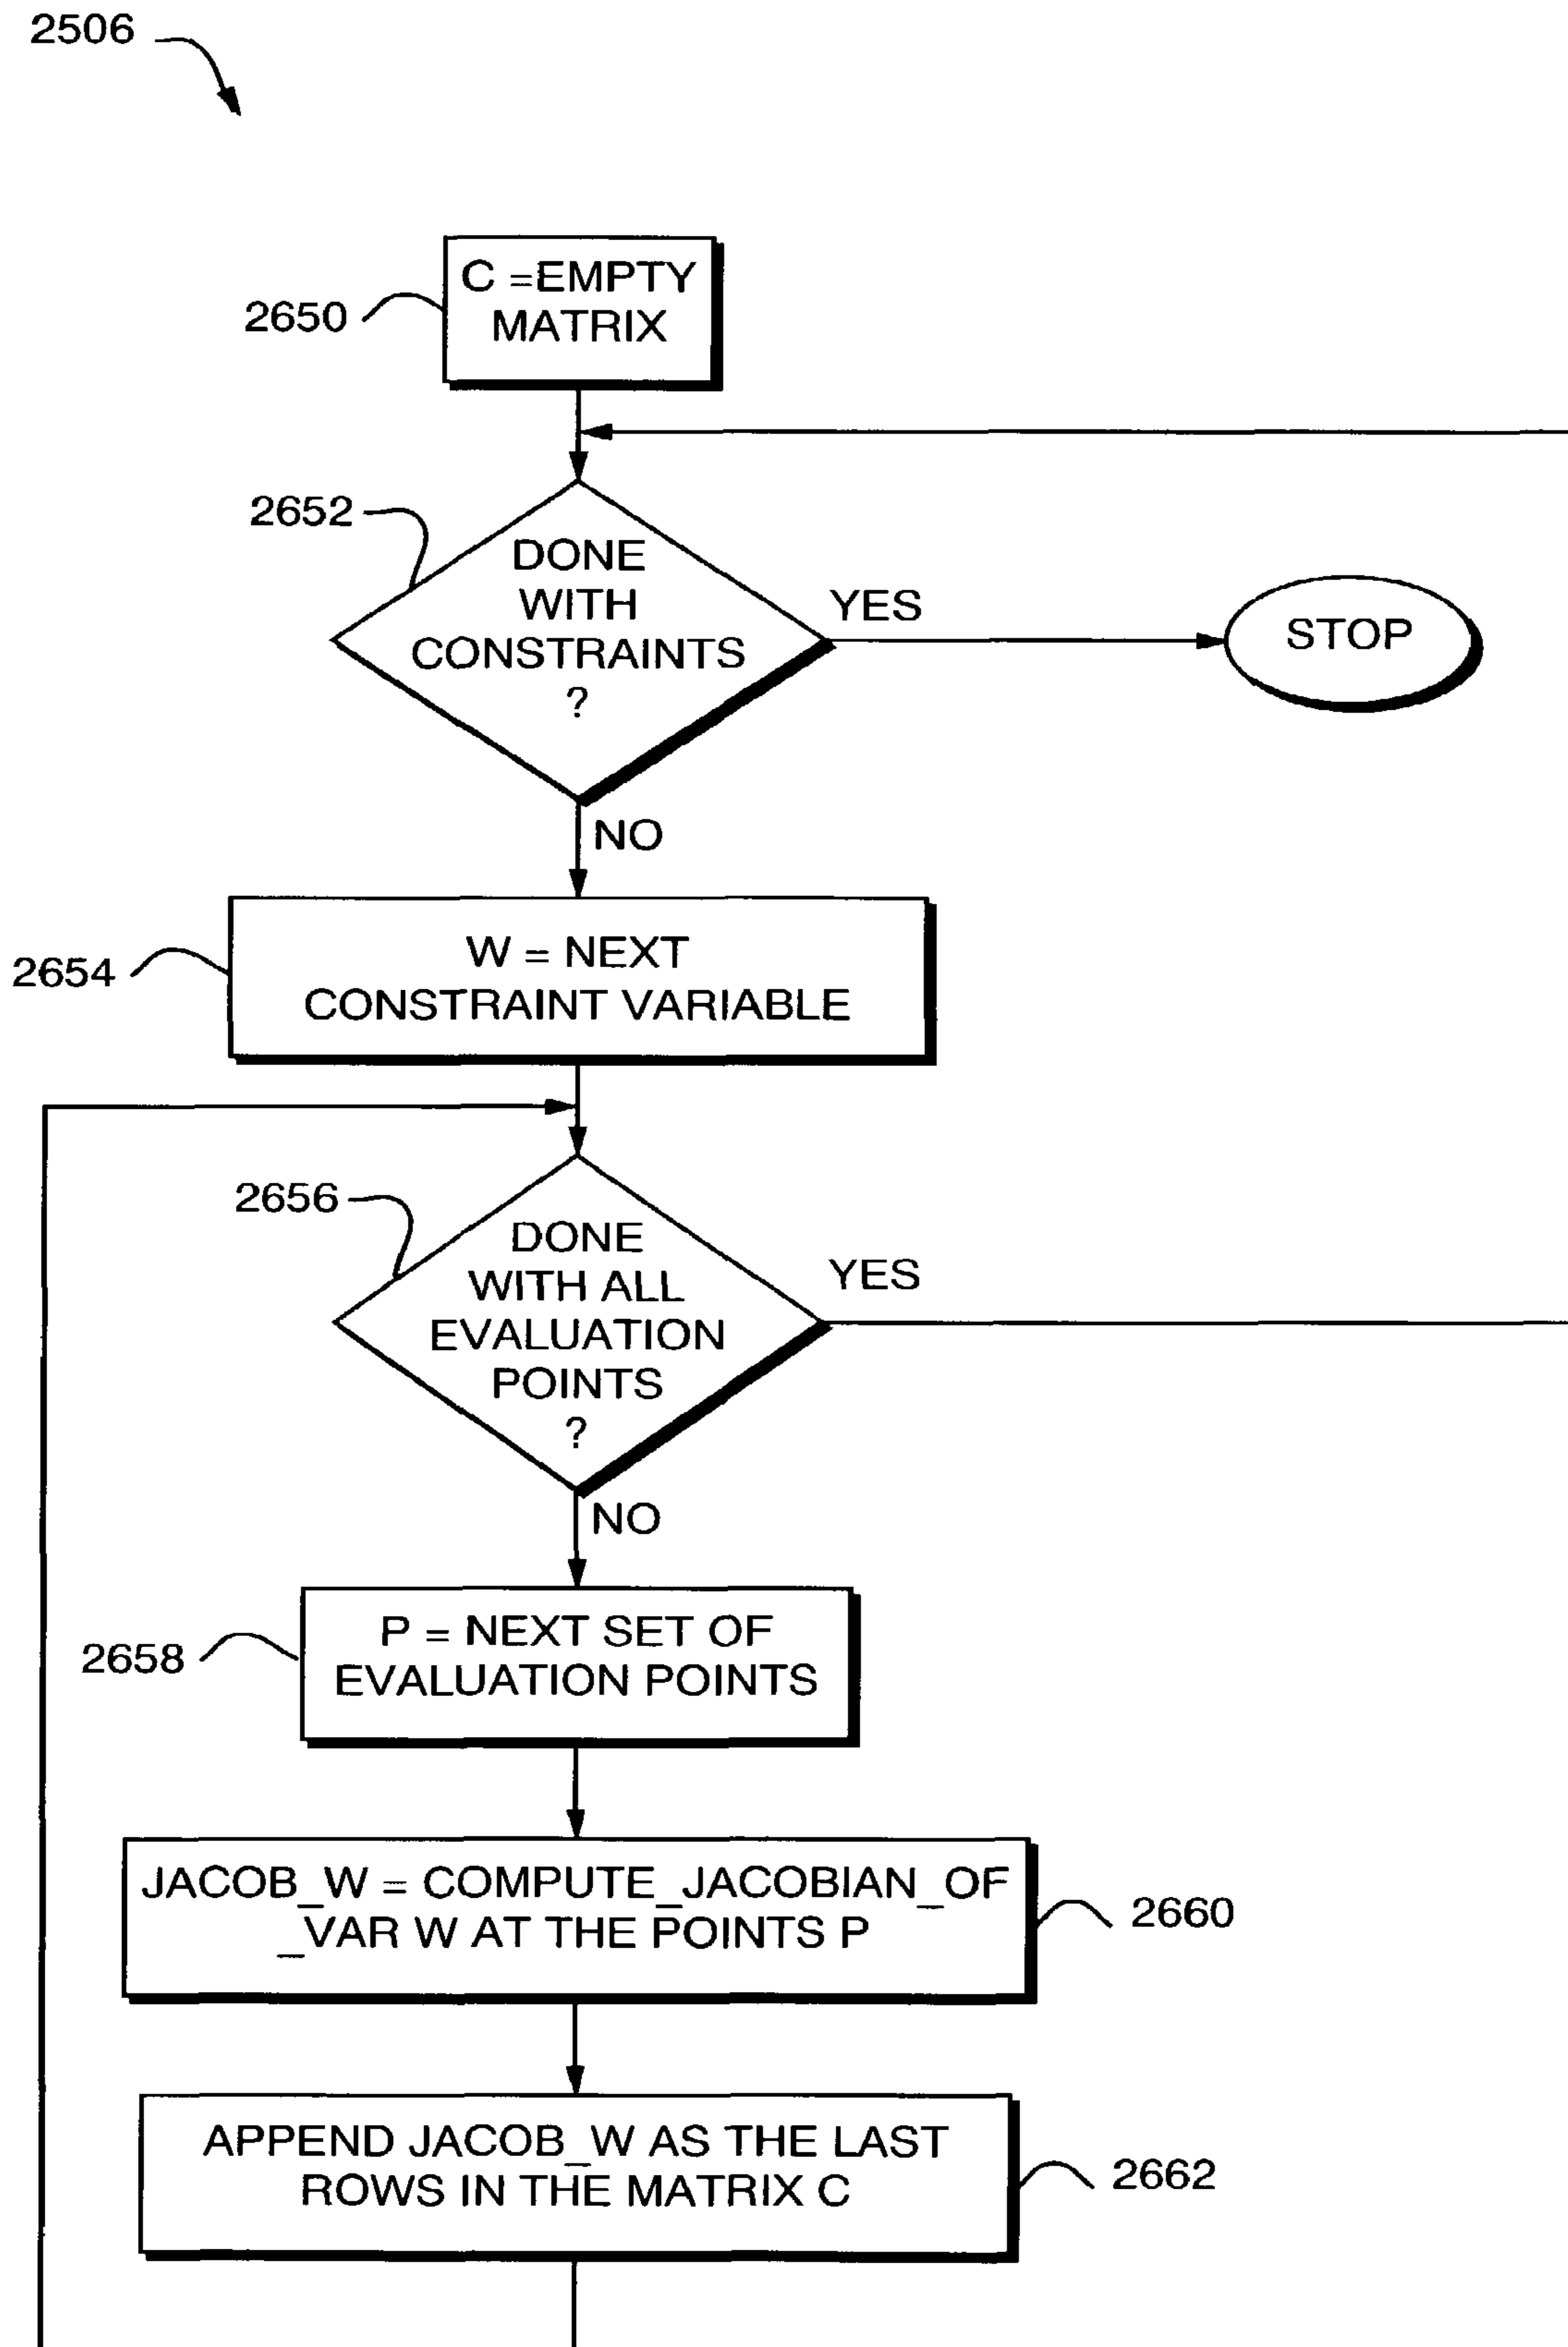 2506
C =EMPTY
MATRIX
2650
2652
DONE
WITH
CONSTRAINTS
?
YES
STOP
NO
2654
W = NEXT
CONSTRAINT VARIABLE
2656
DONE
WITH ALL
EVALUATION
POINTS
?
YES
NO
2658
P = NEXT SET OF
EVALUATION POINTS
JACOB_W = COMPUTE_JACOBIAN_OF
_VAR W AT THE POINTS P
2660
APPEND JACOB_W AS THE LAST
ROWS IN THE MATRIX C
2662